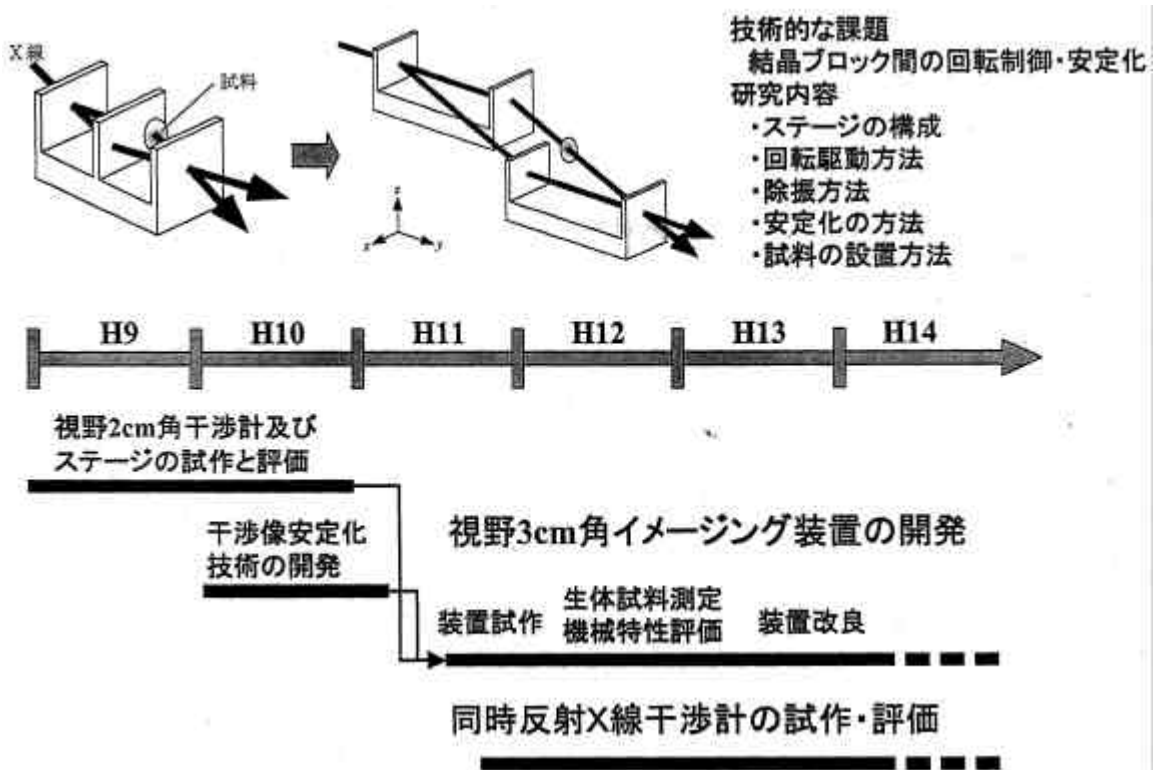 X線
試料
z
x
y
技術的な課題
結晶ブロック間の回転制御・安定化
研究内容
・ステージの構成
・回転駆動方法
・除振方法
・安定化の方法
・試料の設置方法
H9
H10
H11
H12
H13
H14
視野2cm角干渉計及び
ステージの試作と評価
干渉像安定化
技術の開発
視野3cm角イメージング装置の開発
装置試作
生体試料測定
機械特性評価
装置改良
同時反射X線干渉計の試作・評価